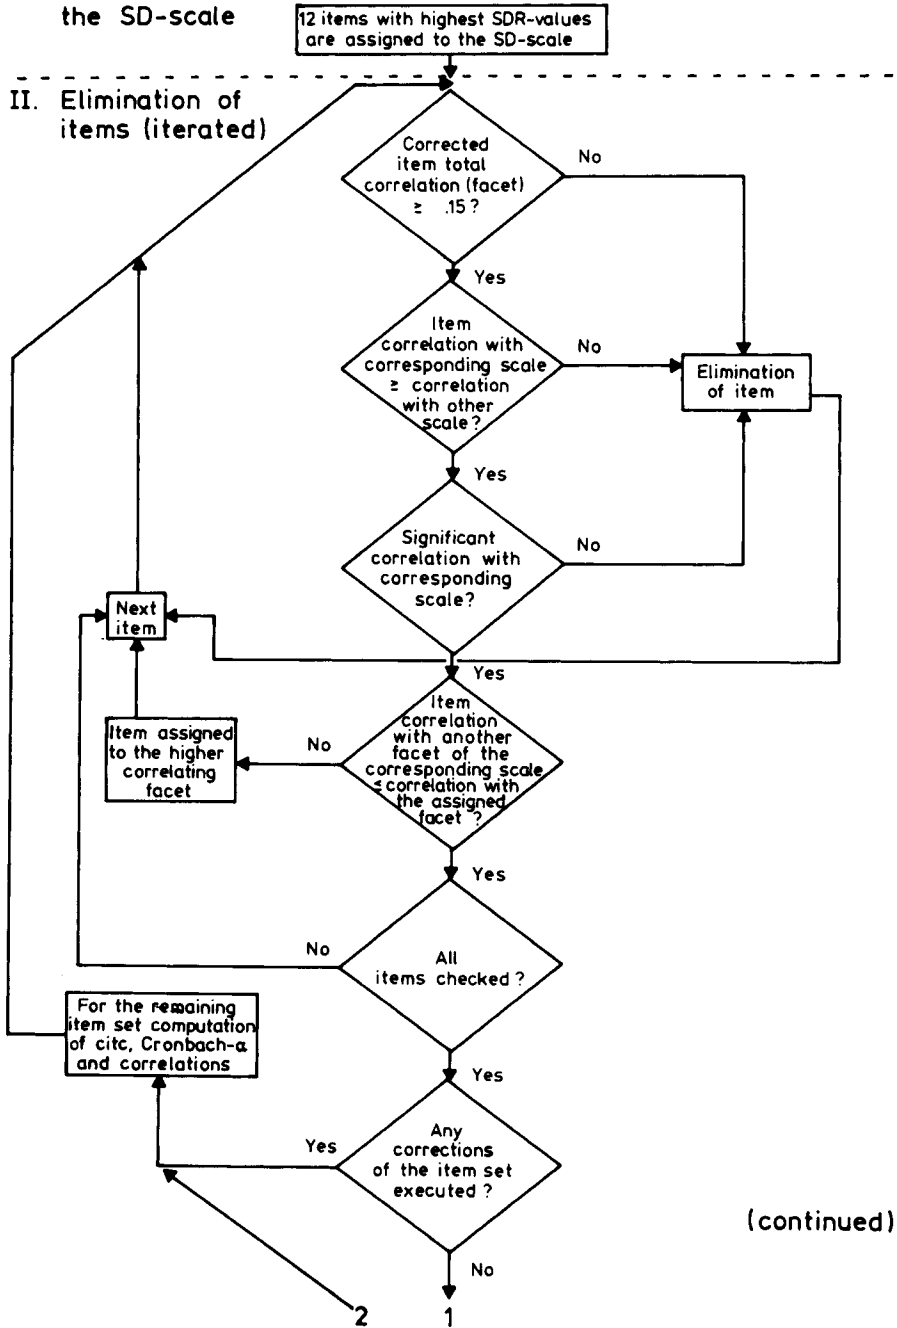 the SD-scale
12 items with highest SDR-values
are assigned to the SD-scale
II. Elimination of
items (iterated)
Corrected
item total
correlation (facet)
≥ .15?
No
Yes
Item
correlation with
corresponding scale
≥ correlation
with other
scale?
No
Elimination
of item
Yes
Significant
correlation with
corresponding
scale?
No
Next
item
Yes
Item
correlation
with another
facet of the
corresponding scale
≤ correlation with
the assigned
facet ?
No
Item assigned
to the higher
correlating
facet
Yes
All
items checked ?
No
For the remaining
item set computation
of citc, Cronbach-α
and correlations
Yes
Any
corrections
of the item set
executed ?
Yes
(continued)
No
2
1